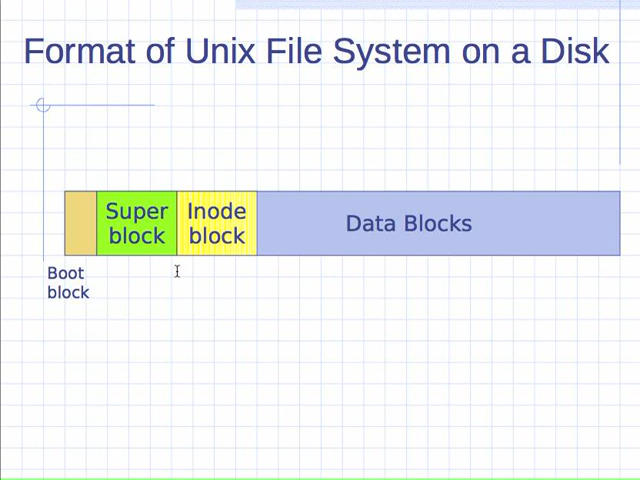 Format of Unix File System on a Disk
Super
block
Inode
block
Data Blocks
Boot
block